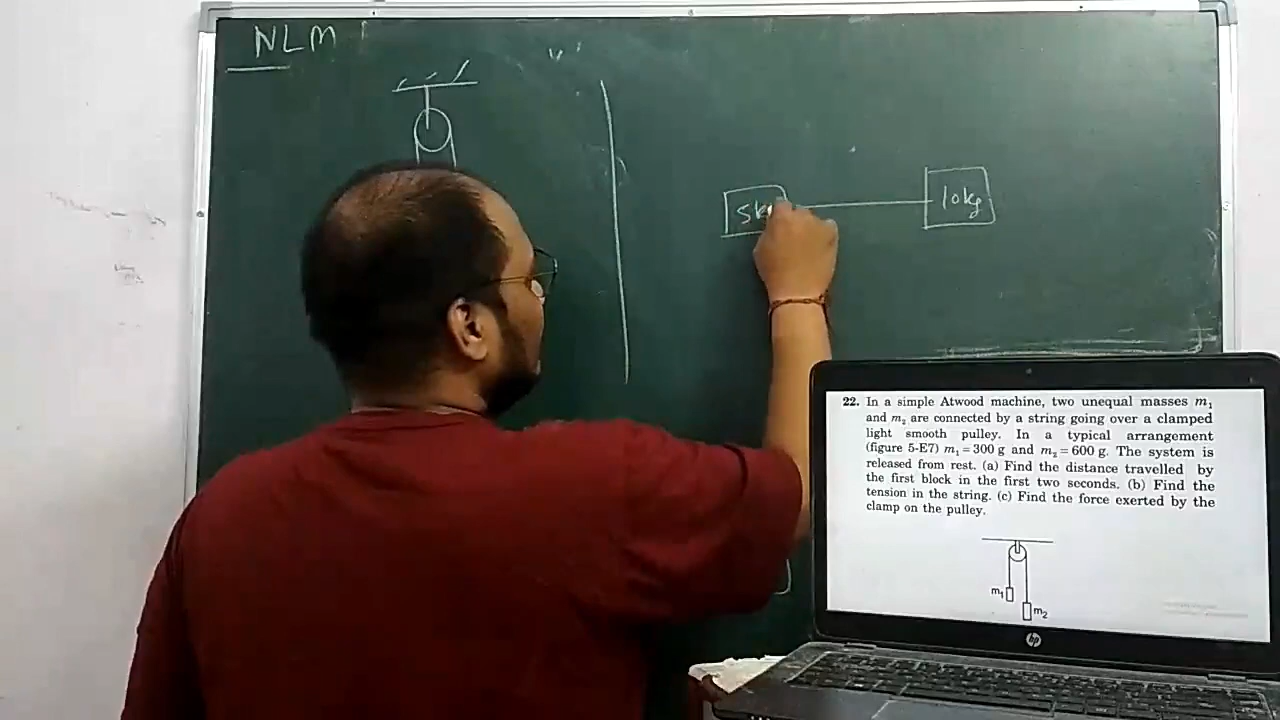 NLM
5kg
10kg
22. In a simple Atwood machine, two unequal masses m₁
and m₂ are connected by a string going over a clamped
light smooth pulley. In a typical arrangement
(figure 5-E7) m₁ = 300 g and m₂ = 600 g. The system is
released from rest. (a) Find the distance travelled by
the first block in the first two seconds. (b) Find the
tension in the string. (c) Find the force exerted by the
clamp on the pulley.
m₁
m₂
hp